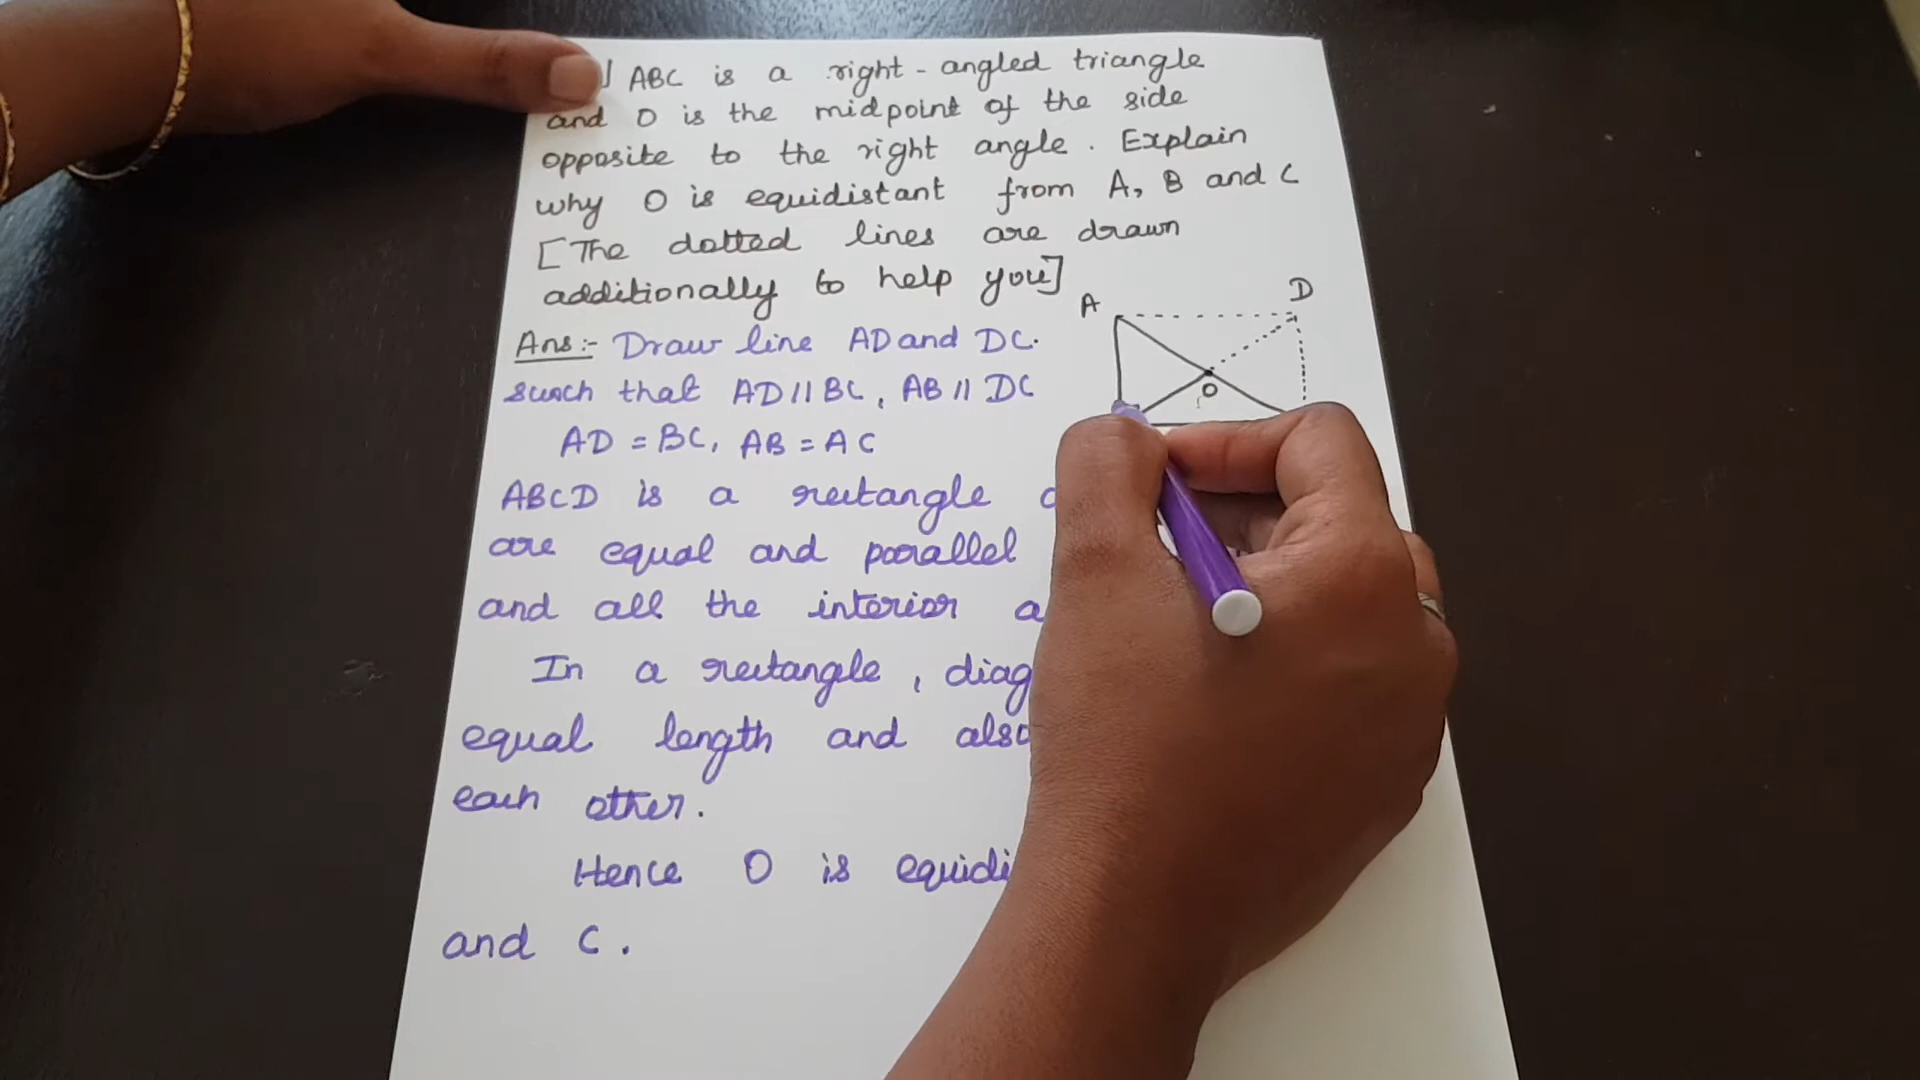 ABC is a right-angled triangle
and O is the midpoint of the side
opposite to the right angle. Explain
why O is equidistant from A, B and C
[The dotted lines are drawn
additionally to help you]
A D
O
Ans:- Draw line AD and DC.
such that AD // BC, AB // DC
AD = BC, AB = AC
ABCD is a rectangle
are equal and parallel
and all the interior
In a rectangle, diag
equal length and also
each other.
Hence O is equidi
and C.